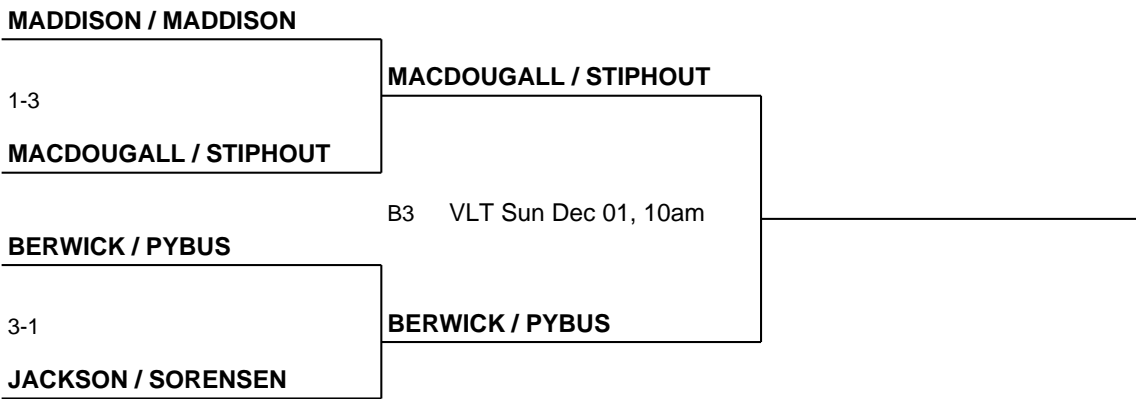 MADDISON / MADDISON
MACDOUGALL / STIPHOUT
1-3
MACDOUGALL / STIPHOUT
B3 VLT Sun Dec 01, 10am
BERWICK / PYBUS
3-1
BERWICK / PYBUS
JACKSON / SORENSEN